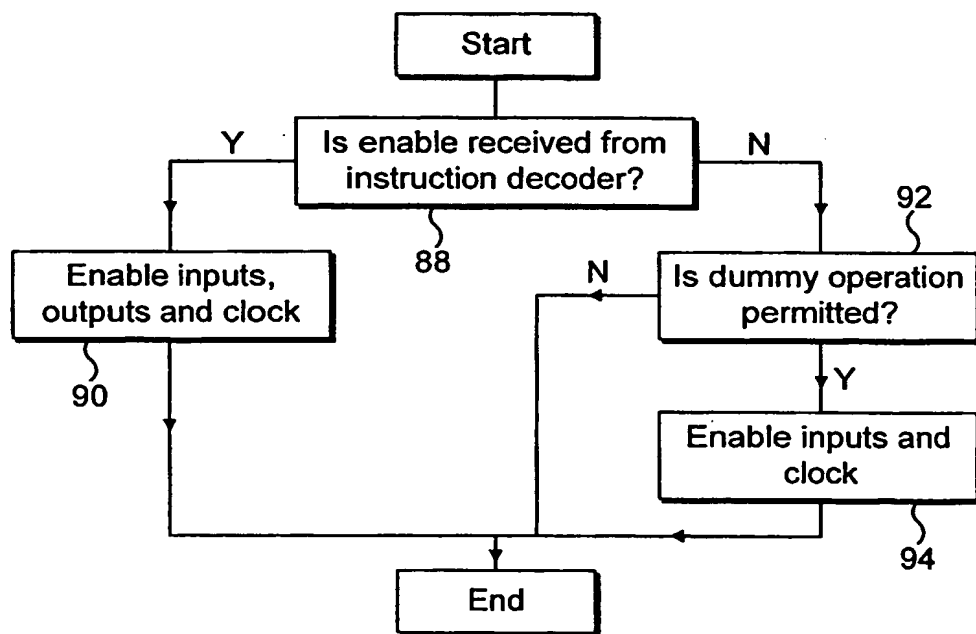 Start
Is enable received from
instruction decoder?
Y
N
88
92
Enable inputs,
outputs and clock
90
N
Is dummy operation
permitted?
Y
Enable inputs and
clock
94
End